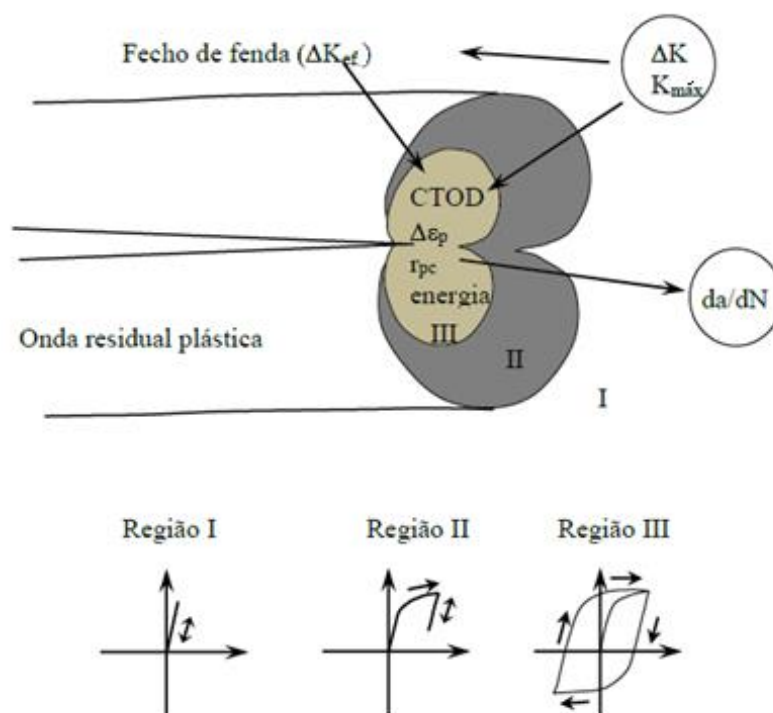 Fecho de fenda (ΔKef)
ΔK
Kmáx
CTOD
Δεp
rpc
energia
III
II
I
da/dN
Onda residual plástica
Região I
Região II
Região III